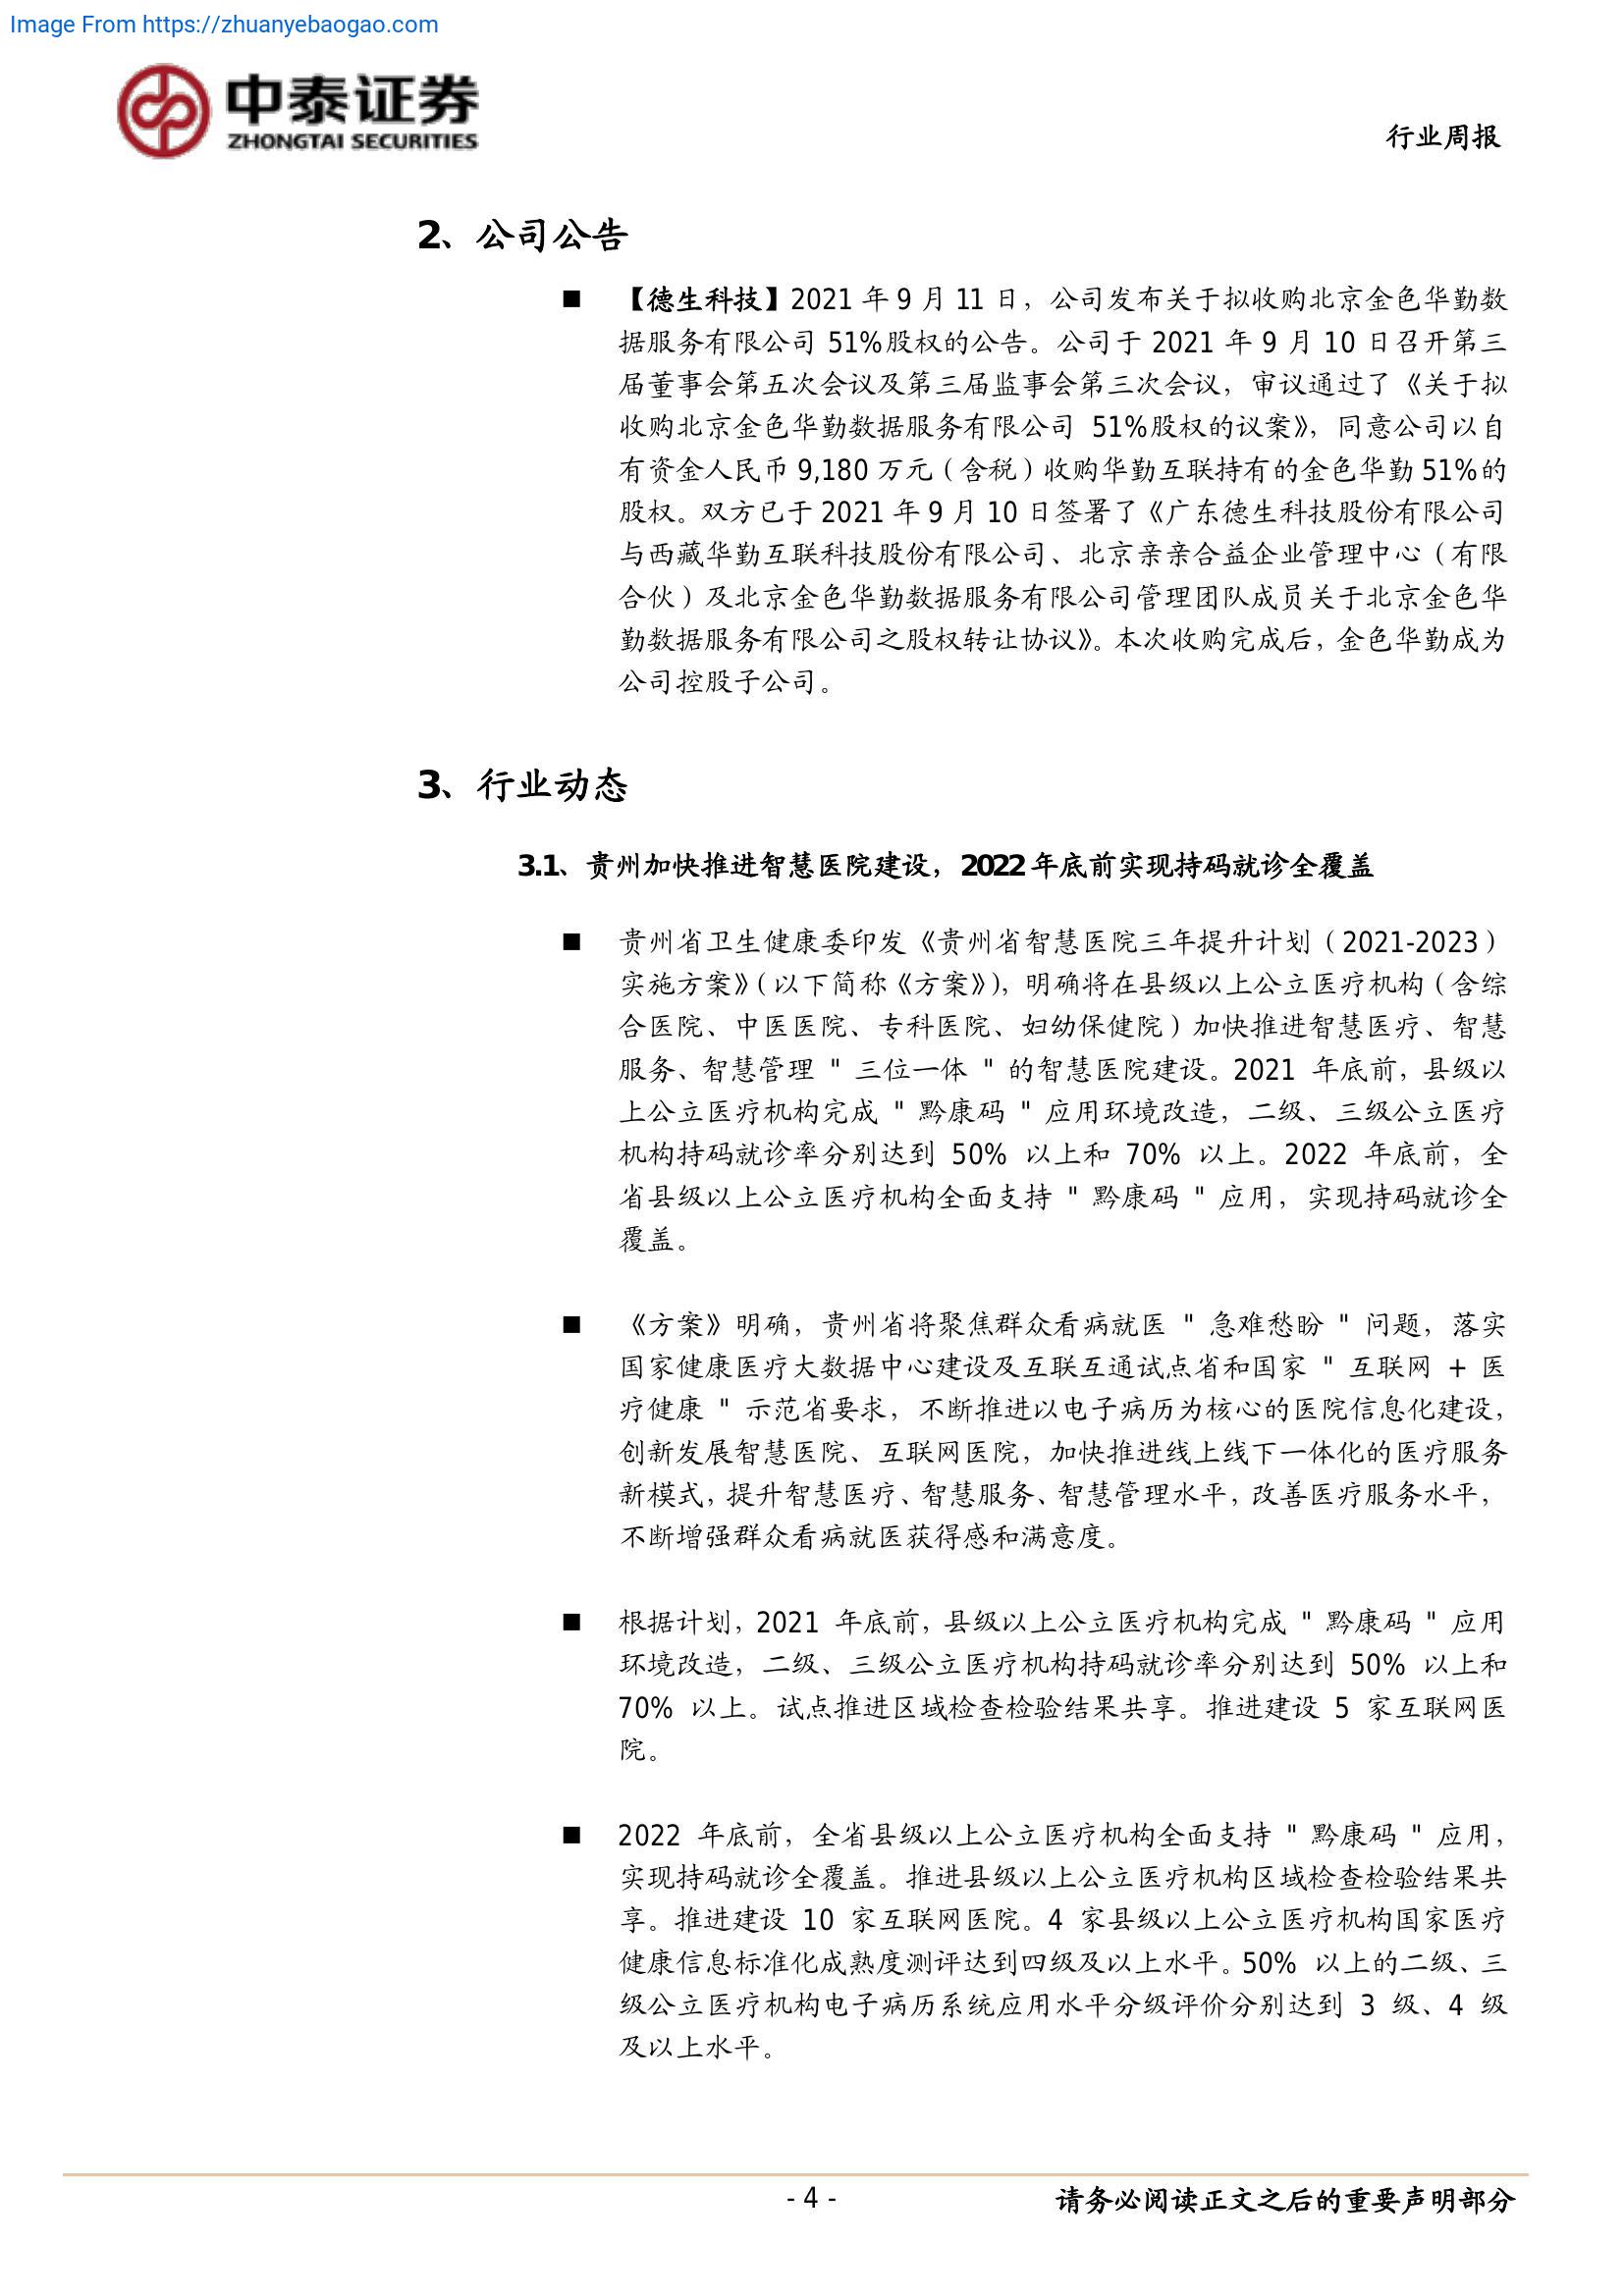 Image From https://zhuanyebaogao.com
中泰证券
ZHONGTAI SECURITIES
行业周报
2、公司公告
■ 【德生科技】2021 年 9 月 11 日，公司发布关于拟收购北京金色华勤数
据服务有限公司 51%股权的公告。公司于 2021 年 9 月 10 日召开第三
届董事会第五次会议及第三届监事会第三次会议，审议通过了《关于拟
收购北京金色华勤数据服务有限公司 51%股权的议案》，同意公司以自
有资金人民币 9,180 万元（含税）收购华勤互联持有的金色华勤 51%的
股权。双方已于 2021 年 9 月 10 日签署了《广东德生科技股份有限公司
与西藏华勤互联科技股份有限公司、北京亲亲合益企业管理中心（有限
合伙）及北京金色华勤数据服务有限公司管理团队成员关于北京金色华
勤数据服务有限公司之股权转让协议》。本次收购完成后，金色华勤成为
公司控股子公司。
3、行业动态
3.1、贵州加快推进智慧医院建设，2022 年底前实现持码就诊全覆盖
■ 贵州省卫生健康委印发《贵州省智慧医院三年提升计划（2021-2023）
实施方案》（以下简称《方案》），明确将在县级以上公立医疗机构（含综
合医院、中医医院、专科医院、妇幼保健院）加快推进智慧医疗、智慧
服务、智慧管理 " 三位一体 " 的智慧医院建设。2021 年底前，县级以
上公立医疗机构完成 " 黔康码 " 应用环境改造，二级、三级公立医疗
机构持码就诊率分别达到 50% 以上和 70% 以上。2022 年底前，全
省县级以上公立医疗机构全面支持 " 黔康码 " 应用，实现持码就诊全
覆盖。
■ 《方案》明确，贵州省将聚焦群众看病就医 " 急难愁盼 " 问题，落实
国家健康医疗大数据中心建设及互联互通试点省和国家 " 互联网 + 医
疗健康 " 示范省要求，不断推进以电子病历为核心的医院信息化建设，
创新发展智慧医院、互联网医院，加快推进线上线下一体化的医疗服务
新模式，提升智慧医疗、智慧服务、智慧管理水平，改善医疗服务水平，
不断增强群众看病就医获得感和满意度。
■ 根据计划，2021 年底前，县级以上公立医疗机构完成 " 黔康码 " 应用
环境改造，二级、三级公立医疗机构持码就诊率分别达到 50% 以上和
70% 以上。试点推进区域检查检验结果共享。推进建设 5 家互联网医
院。
■ 2022 年底前，全省县级以上公立医疗机构全面支持 " 黔康码 " 应用，
实现持码就诊全覆盖。推进县级以上公立医疗机构区域检查检验结果共
享。推进建设 10 家互联网医院。4 家县级以上公立医疗机构国家医疗
健康信息标准化成熟度测评达到四级及以上水平。50% 以上的二级、三
级公立医疗机构电子病历系统应用水平分级评价分别达到 3 级、4 级
及以上水平。
- 4 -
请务必阅读正文之后的重要声明部分